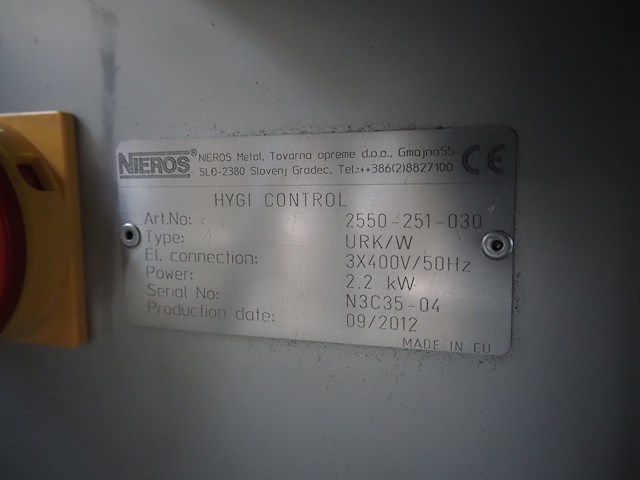 NIEROS® NIEROS Metal, Tovarna opreme d.o.o., Gmajna55 CE
SLO-2380 Slovenj Gradec, Tel:++386(2)8827100
HYGI CONTROL
Art.No: 2550-251-030
Type: URK/W
El. connection: 3X400V/50Hz
Power: 2.2 kW
Serial No: N3C35-04
Production date: 09/2012
MADE IN EU